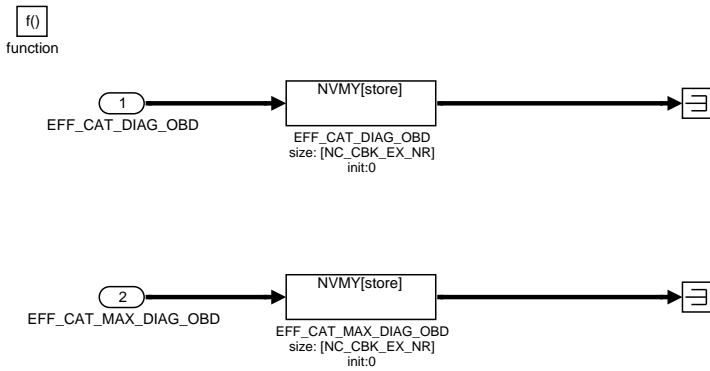 f()
function
1
NVMY[store]
EFF_CAT_DIAG_OBD
EFF_CAT_DIAG_OBD
size: [NC_CBK_EX_NR]
init:0
2
NVMY[store]
EFF_CAT_MAX_DIAG_OBD
EFF_CAT_MAX_DIAG_OBD
size: [NC_CBK_EX_NR]
init:0